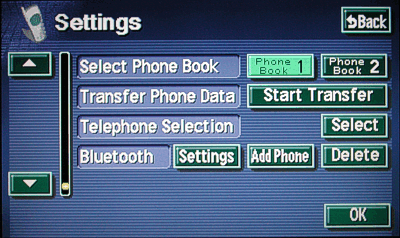 Settings
Back
Select Phone Book
Phone Book 1
Phone Book 2
Transfer Phone Data
Start Transfer
Telephone Selection
Select
Bluetooth
Settings
Add Phone
Delete
OK